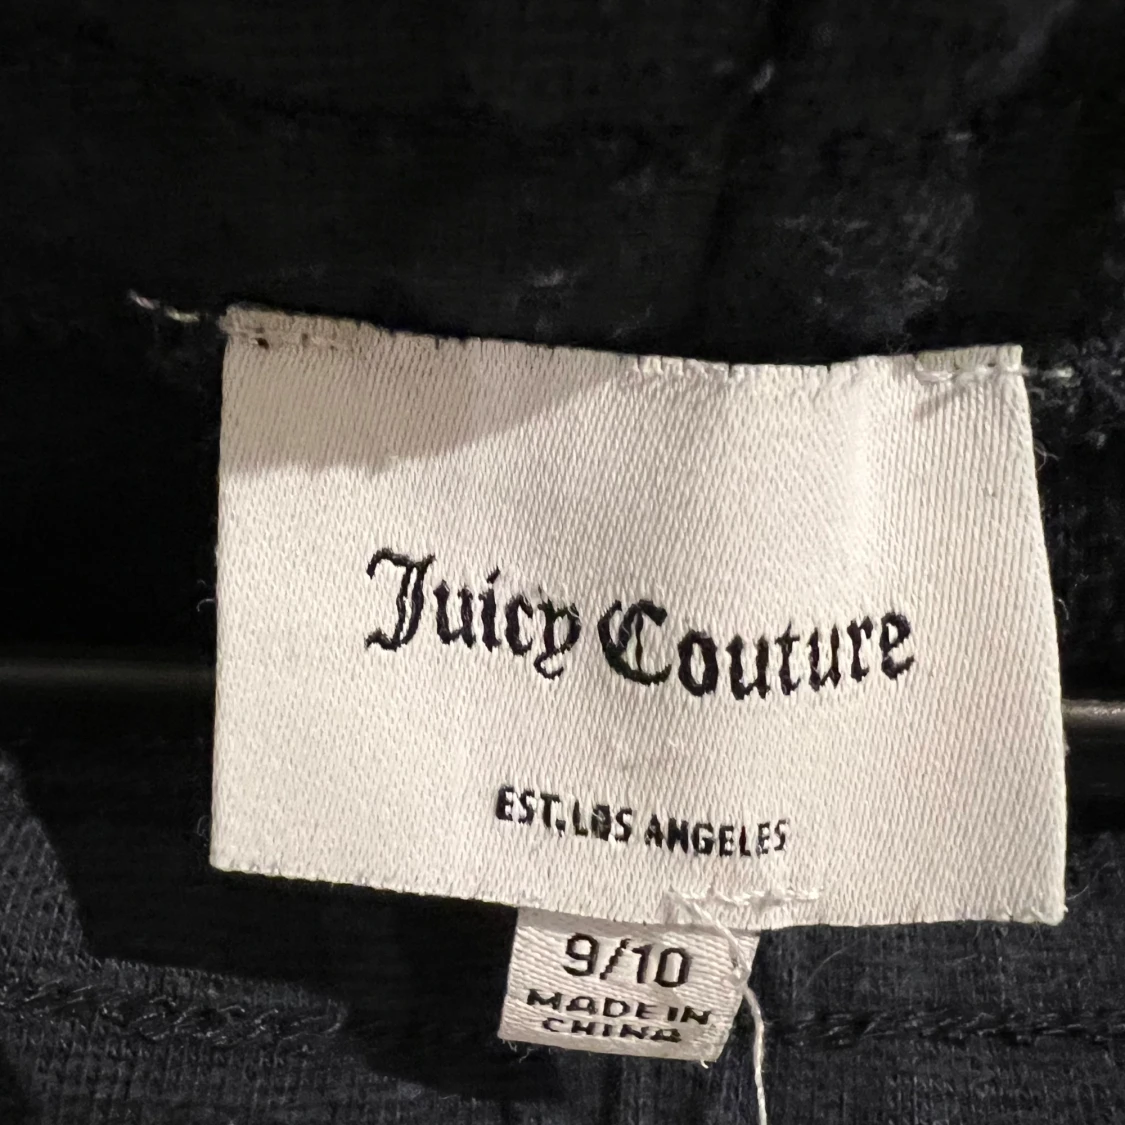 Juicy Couture
EST. LOS ANGELES
9/10
MADE IN
CHINA